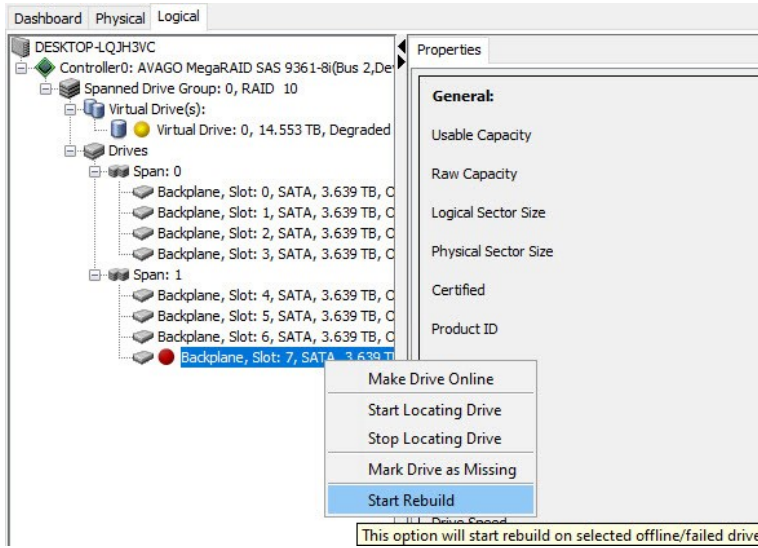 Dashboard Physical Logical
DESKTOP-LQJH3VC
Controller0: AVAGO MegaRAID SAS 9361-8i(Bus 2,De
Spanned Drive Group: 0, RAID 10
Virtual Drive(s):
Virtual Drive: 0, 14.553 TB, Degraded
Drives
Span: 0
Backplane, Slot: 0, SATA, 3.639 TB, O
Backplane, Slot: 1, SATA, 3.639 TB, O
Backplane, Slot: 2, SATA, 3.639 TB, O
Backplane, Slot: 3, SATA, 3.639 TB, O
Span: 1
Backplane, Slot: 4, SATA, 3.639 TB, O
Backplane, Slot: 5, SATA, 3.639 TB, O
Backplane, Slot: 6, SATA, 3.639 TB, O
Backplane, Slot: 7, SATA, 3.639 T
Properties
General:
Usable Capacity
Raw Capacity
Logical Sector Size
Physical Sector Size
Certified
Product ID
Make Drive Online
Start Locating Drive
Stop Locating Drive
Mark Drive as Missing
Start Rebuild
Drive Speed
This option will start rebuild on selected offline/failed drive